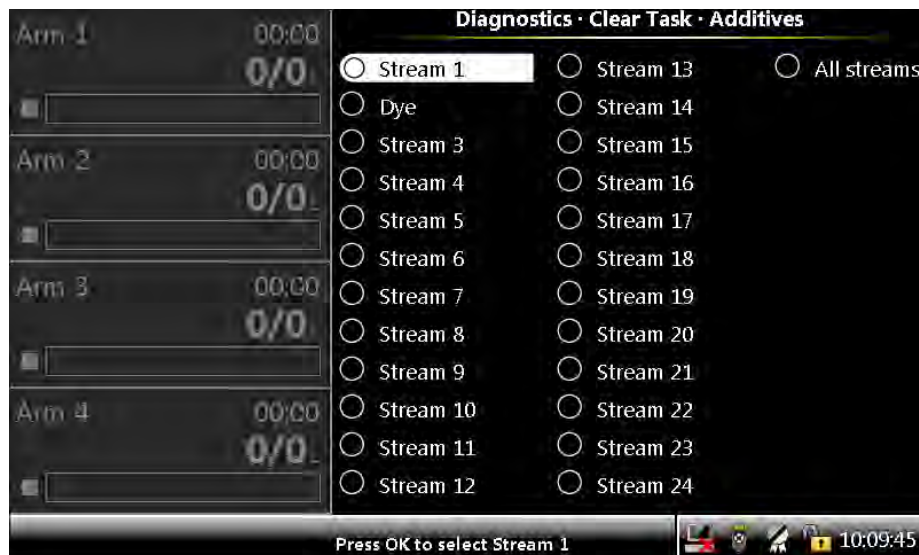 Diagnostics · Clear Task · Additives
Arm 1 00:00
0/0
Arm 2 00:00
0/0
Arm 3 00:00
0/0
Arm 4 00:00
0/0
Stream 1
Dye
Stream 3
Stream 4
Stream 5
Stream 6
Stream 7
Stream 8
Stream 9
Stream 10
Stream 11
Stream 12
Stream 13
Stream 14
Stream 15
Stream 16
Stream 17
Stream 18
Stream 19
Stream 20
Stream 21
Stream 22
Stream 23
Stream 24
All streams
Press OK to select Stream 1
10:09:45